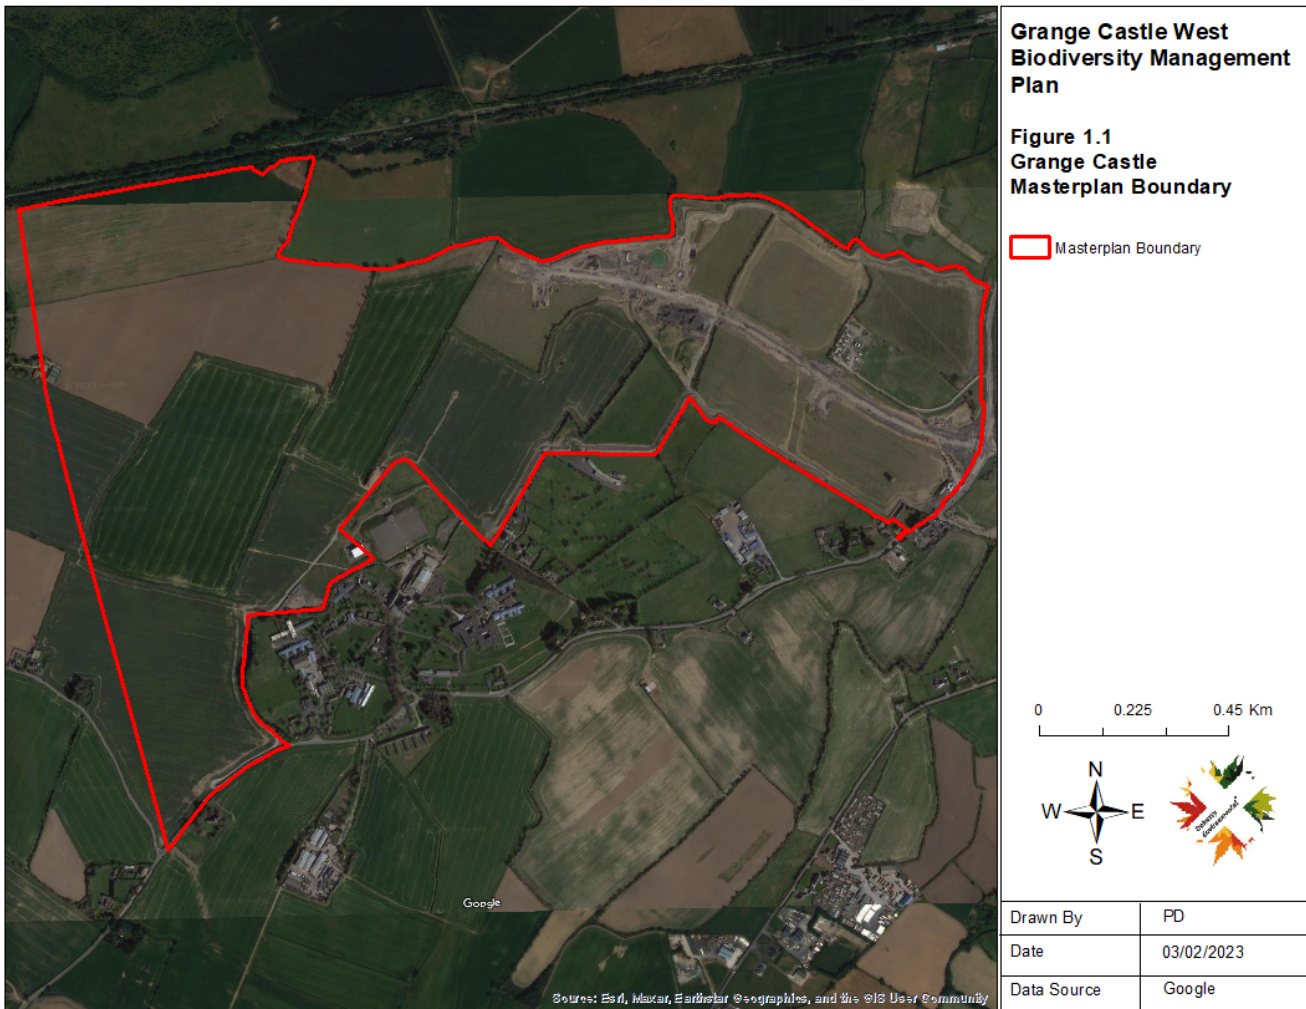 Grange Castle West
Biodiversity Management
Plan
Figure 1.1
Grange Castle
Masterplan Boundary
Masterplan Boundary
0 0.225 0.45 Km
N
W E
S
Drawn By PD
Date 03/02/2023
Data Source Google
Google
Source: Esri, Maxar, Earthstar Geographics, and the GIS User Community